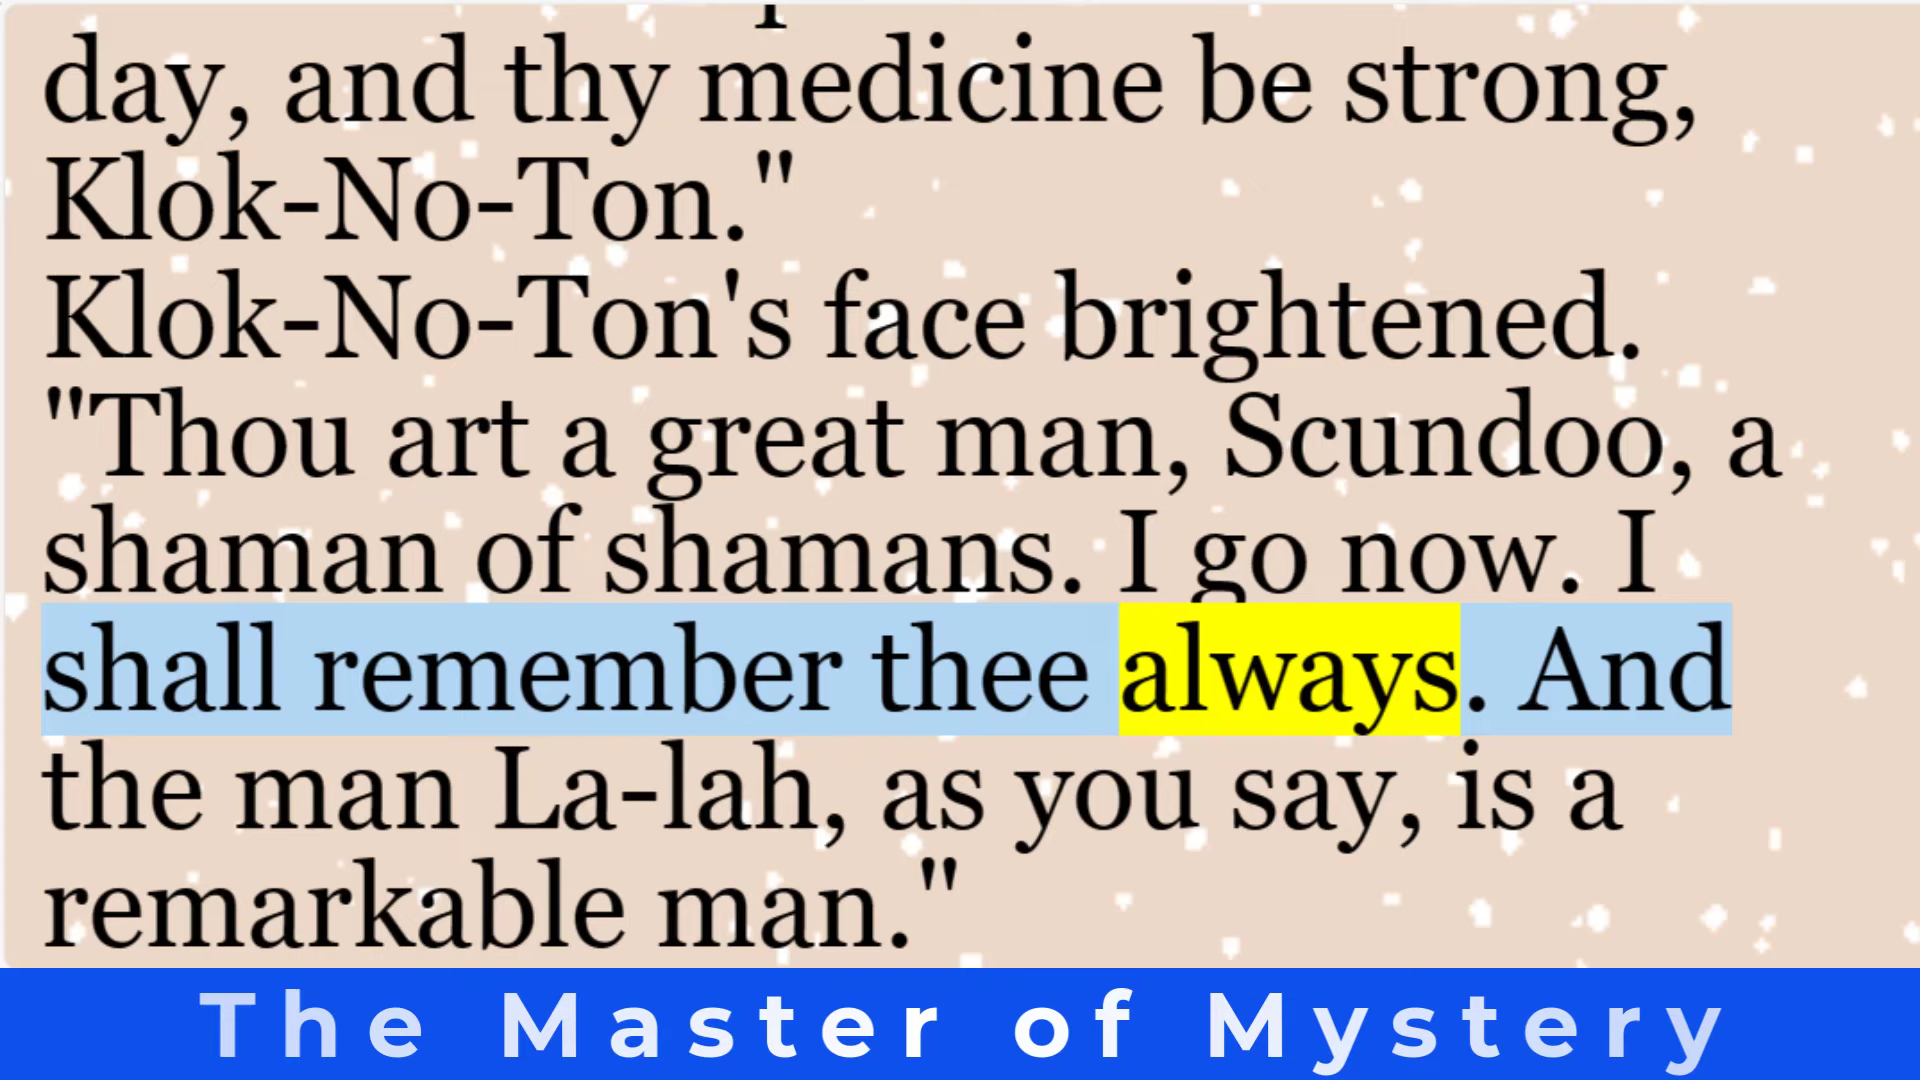 day, and thy medicine be strong,
Klok-No-Ton."
Klok-No-Ton's face brightened.
"Thou art a great man, Scundoo, a
shaman of shamans. I go now. I
shall remember thee always. And
the man La-lah, as you say, is a
remarkable man."
The Master of Mystery